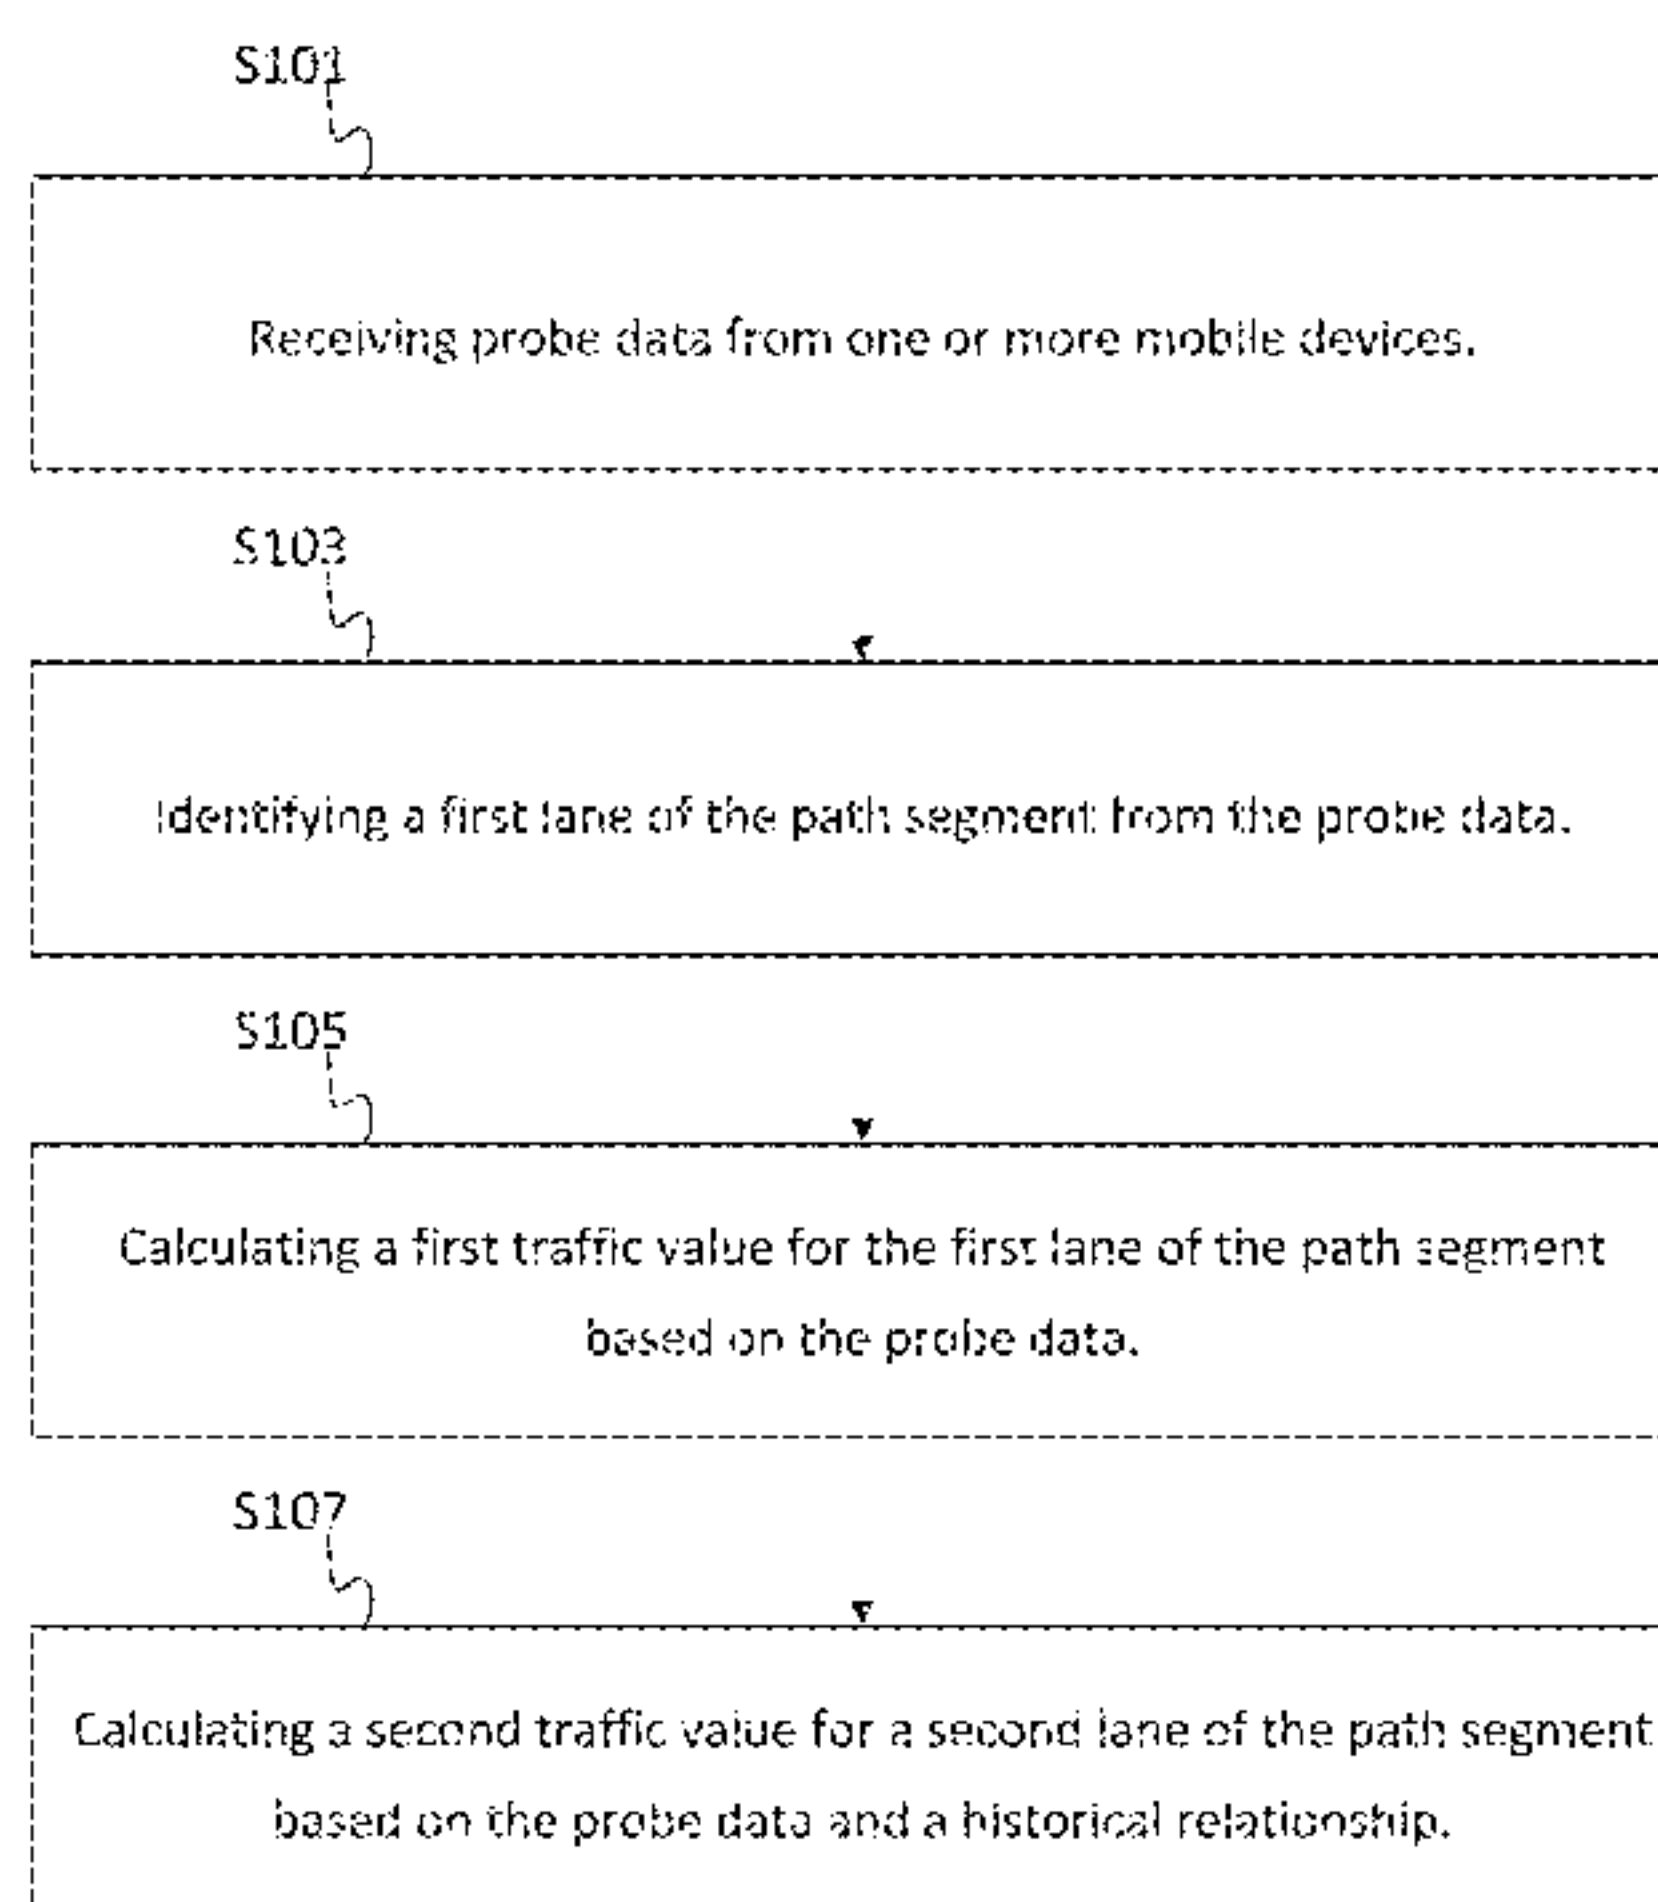 S101
Receiving probe data from one or more mobile devices.
S103
Identifying a first lane of the path segment from the probe data.
S105
Calculating a first traffic value for the first lane of the path segment
based on the probe data.
S107
Calculating a second traffic value for a second lane of the path segment
based on the probe data and a historical relationship.